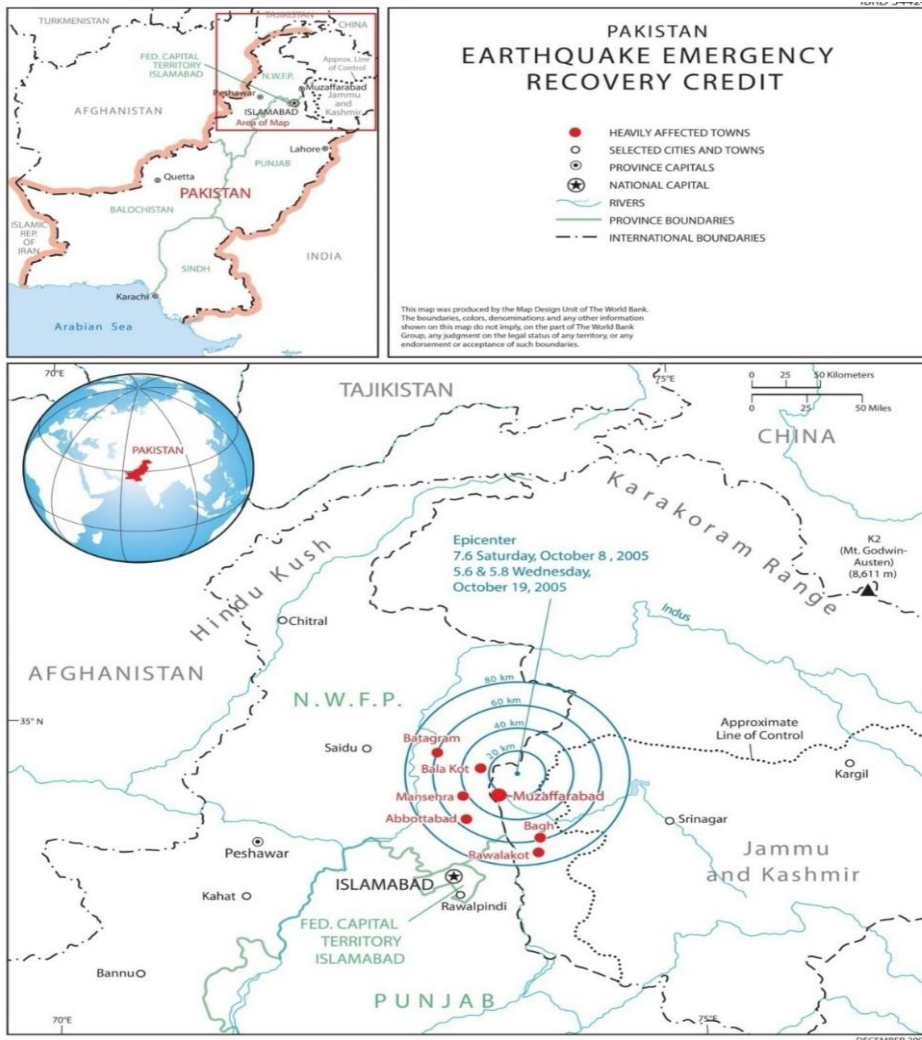 TURKMENISTAN
TAJIKISTAN
CHINA
FED. CAPITAL
TERRITORY
ISLAMABAD
N.W.F.P.
Approx. Line
of Control
Peshawar
Muzaffarabad
ISLAMABAD
Jammu
and
Kashmir
Area of Map
AFGHANISTAN
Lahore
PUNJAB
Quetta
PAKISTAN
BALOCHISTAN
ISLAMIC
REP.
OF
IRAN
SINDH
INDIA
Karachi
Arabian Sea
PAKISTAN
EARTHQUAKE EMERGENCY
RECOVERY CREDIT
HEAVILY AFFECTED TOWNS
SELECTED CITIES AND TOWNS
PROVINCE CAPITALS
NATIONAL CAPITAL
RIVERS
PROVINCE BOUNDARIES
INTERNATIONAL BOUNDARIES
This map was produced by the Map Design Unit of The World Bank.
The boundaries, colors, denominations and any other information
shown on this map do not imply, on the part of The World Bank
Group, any judgment on the legal status of any territory, or any
endorsement or acceptance of such boundaries.
70°E
75°E
TAJIKISTAN
0 25 50 Kilometers
0 25 50 Miles
CHINA
PAKISTAN
Karakoram Range
Hindu Kush
Epicenter
7.6 Saturday, October 8 , 2005
5.6 & 5.8 Wednesday,
October 19, 2005
K2
(Mt. Godwin-
Austen)
(8,611 m)
Indus
Chitral
AFGHANISTAN
N.W.F.P.
80 km
60 km
40 km
20 km
35° N
Approximate
Line of Control
Saidu
Batagram
Bala Kot
Kargil
Mansehra
Muzaffarabad
Abbottabad
Bagh
Srinagar
Peshawar
Rawalakot
Jammu
and Kashmir
ISLAMABAD
Kahat
Rawalpindi
FED. CAPITAL
TERRITORY
ISLAMABAD
Bannu
PUNJAB
70°E
75°E